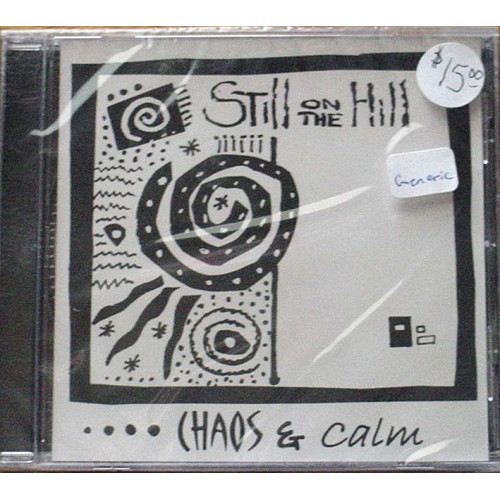 Still ON THE Hill
$15.00
Generic
.... CHAOS & Calm